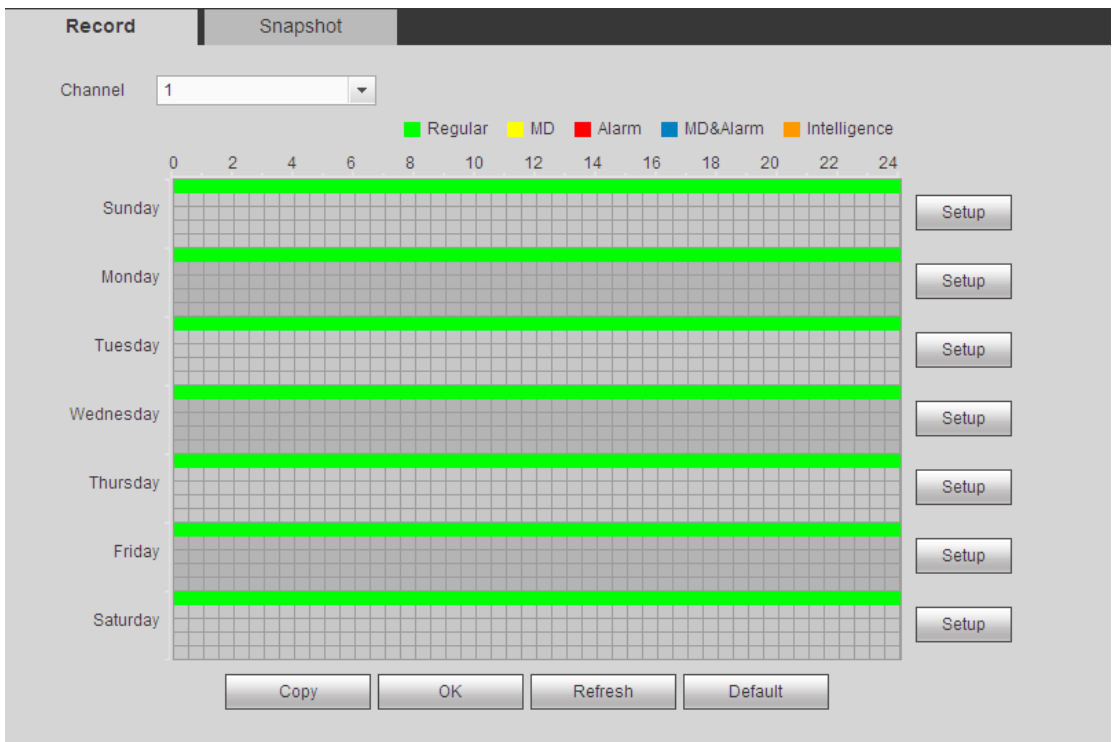 Record Snapshot
Channel 1
Regular MD Alarm MD&Alarm Intelligence
0 2 4 6 8 10 12 14 16 18 20 22 24
Sunday Setup
Monday Setup
Tuesday Setup
Wednesday Setup
Thursday Setup
Friday Setup
Saturday Setup
Copy OK Refresh Default